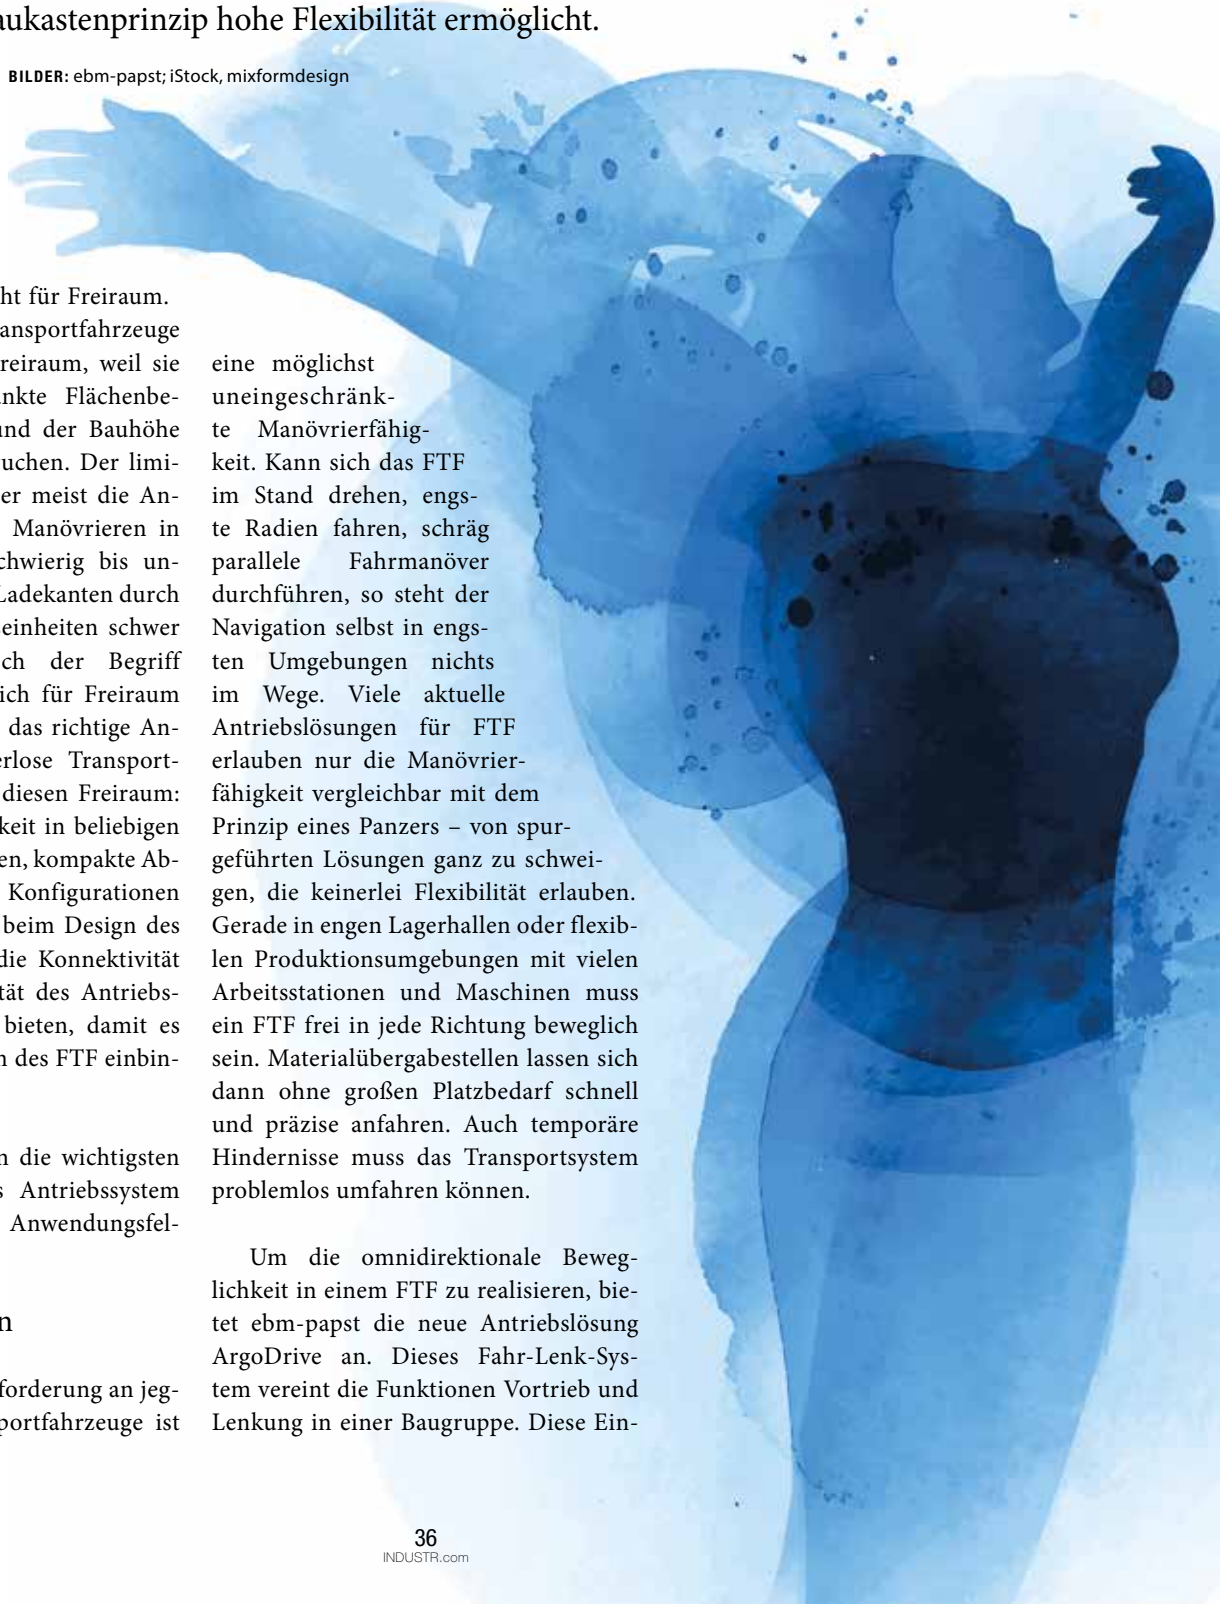 aukastenprinzip hohe Flexibilität ermöglicht.
BILDER: ebm-papst; iStock, mixformdesign
ht für Freiraum.
ansportfahrzeuge
reiraum, weil sie
nkte Flächenbe-
und der Bauhöhe
uchen. Der limi-
er meist die An-
Manövrieren in
chwierig bis un-
Ladekanten durch
einheiten schwer
ch der Begriff
ich für Freiraum
das richtige An-
erlose Transport-
diesen Freiraum:
keit in beliebigen
en, kompakte Ab-
Konfigurationen
beim Design des
die Konnektivität
tät des Antriebs-
bieten, damit es
n des FTF einbin-
n die wichtigsten
s Antriebssystem
Anwendungsfel-
n
forderung an jeg-
portfahrzeuge ist
eine möglichst
uneingeschränk-
te Manövrierfähig-
keit. Kann sich das FTF
im Stand drehen, engs-
te Radien fahren, schräg
parallele Fahrmanöver
durchführen, so steht der
Navigation selbst in engs-
ten Umgebungen nichts
im Wege. Viele aktuelle
Antriebslösungen für FTF
erlauben nur die Manövrier-
fähigkeit vergleichbar mit dem
Prinzip eines Panzers – von spur-
geführten Lösungen ganz zu schwei-
gen, die keinerlei Flexibilität erlauben.
Gerade in engen Lagerhallen oder flexib-
len Produktionsumgebungen mit vielen
Arbeitsstationen und Maschinen muss
ein FTF frei in jede Richtung beweglich
sein. Materialübergabestellen lassen sich
dann ohne großen Platzbedarf schnell
und präzise anfahren. Auch temporäre
Hindernisse muss das Transportsystem
problemlos umfahren können.
Um die omnidirektionale Beweg-
lichkeit in einem FTF zu realisieren, bie-
tet ebm-papst die neue Antriebslösung
ArgoDrive an. Dieses Fahr-Lenk-Sys-
tem vereint die Funktionen Vortrieb und
Lenkung in einer Baugruppe. Diese Ein-
36
INDUSTR.com